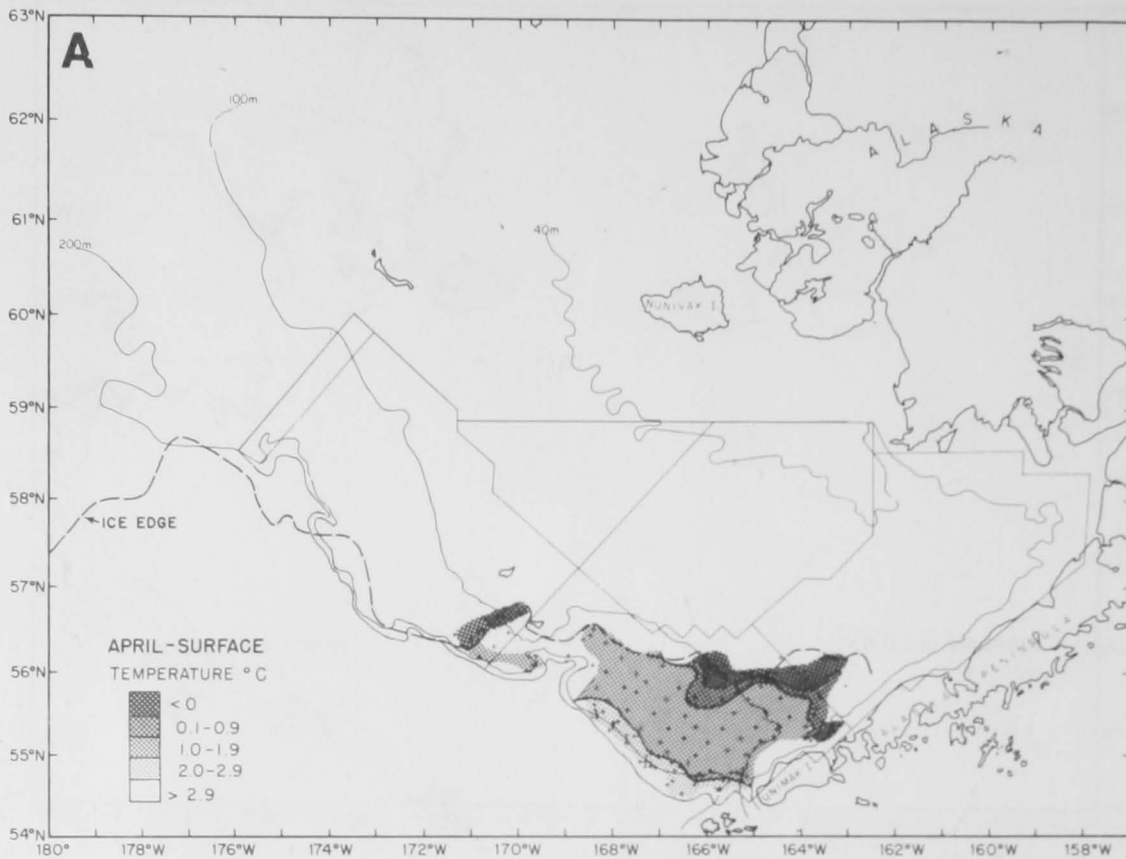 63°N
A
100m
62°N
ALASKA
61°N
200m
40m
60°N
NUNIVAK I.
59°N
58°N
ICE EDGE
57°N
APRIL-SURFACE
56°N
TEMPERATURE °C
PENINSULA
<0
0.1-0.9
1.0-1.9
55°N
2.0-2.9
UNIMAK I.
> 2.9
54°N
180° 178°W 176°W 174°W 172°W 170°W 168°W 166°W 164°W 162°W 160°W 158°W